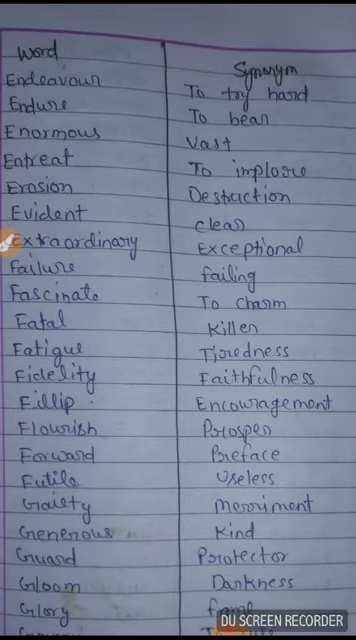 Word Synonym
Endeavour To try hard
Endure To bear
Enormous Vast
Entreat To implore
Erosion Destruction
Evident Clear
Extraordinary Exceptional
Failure Failing
Fascinate To charm
Fatal Killer
Fatigue Tiredness
Fidelity Faithfulness
Fillip Encouragement
Flourish Prosper
Forward Preface
Futile Useless
Gaiety Merriment
Generous Kind
Guard Protector
Gloom Darkness
Glory
DU SCREEN RECORDER